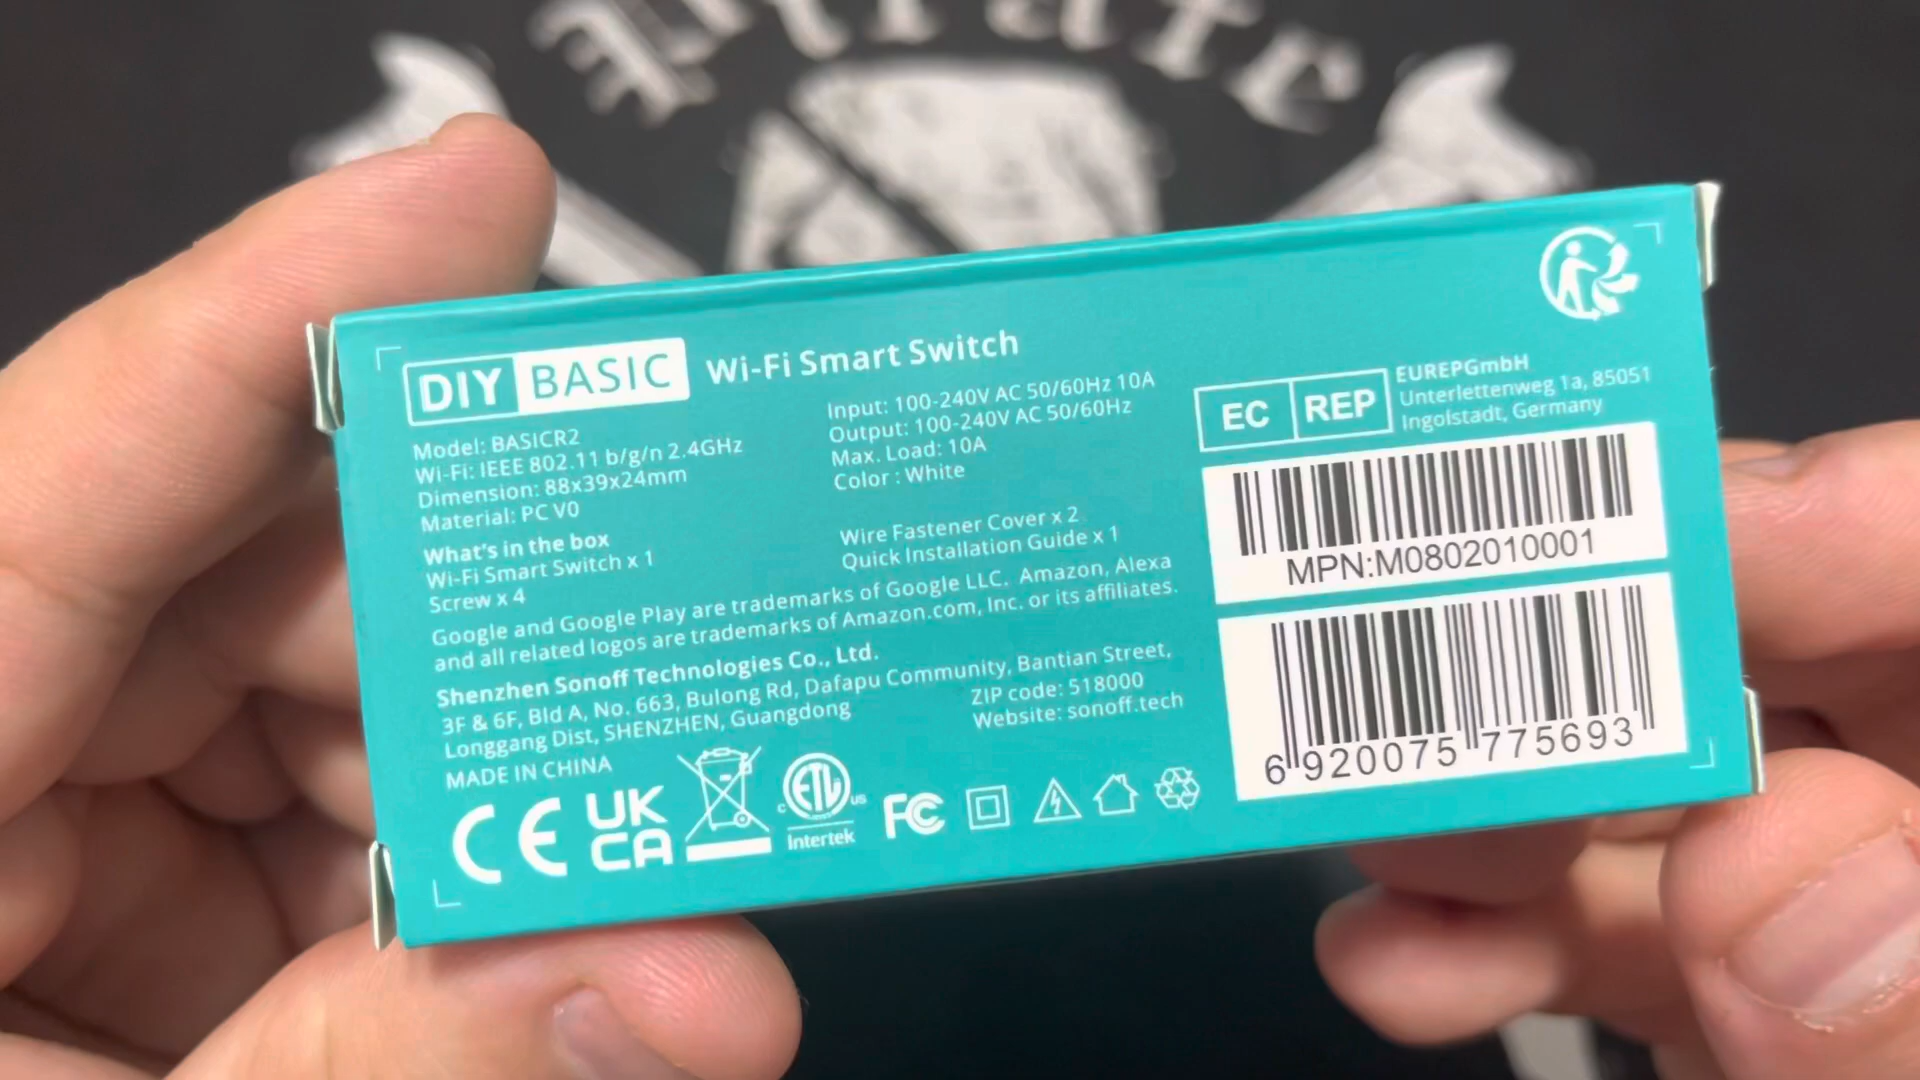 DIY BASIC Wi-Fi Smart Switch
Model: BASICR2
Wi-Fi: IEEE 802.11 b/g/n 2.4GHz
Dimension: 88x39x24mm
Material: PC V0
Input: 100-240V AC 50/60Hz 10A
Output: 100-240V AC 50/60Hz
Max. Load: 10A
Color : White
What's in the box
Wi-Fi Smart Switch x 1
Screw x 4
Wire Fastener Cover x 2
Quick Installation Guide x 1
Google and Google Play are trademarks of Google LLC. Amazon, Alexa
and all related logos are trademarks of Amazon.com, Inc. or its affiliates.
Shenzhen Sonoff Technologies Co., Ltd.
3F & 6F, Bld A, No. 663, Bulong Rd, Dafapu Community, Bantian Street,
Longgang Dist, SHENZHEN, Guangdong
ZIP code: 518000
Website: sonoff.tech
MADE IN CHINA
CE
UK
CA
c ETL us
Intertek
FC
EC REP
EUREPGmbH
Unterlettenweg 1a, 85051
Ingolstadt, Germany
MPN:M0802010001
6 920075 775693